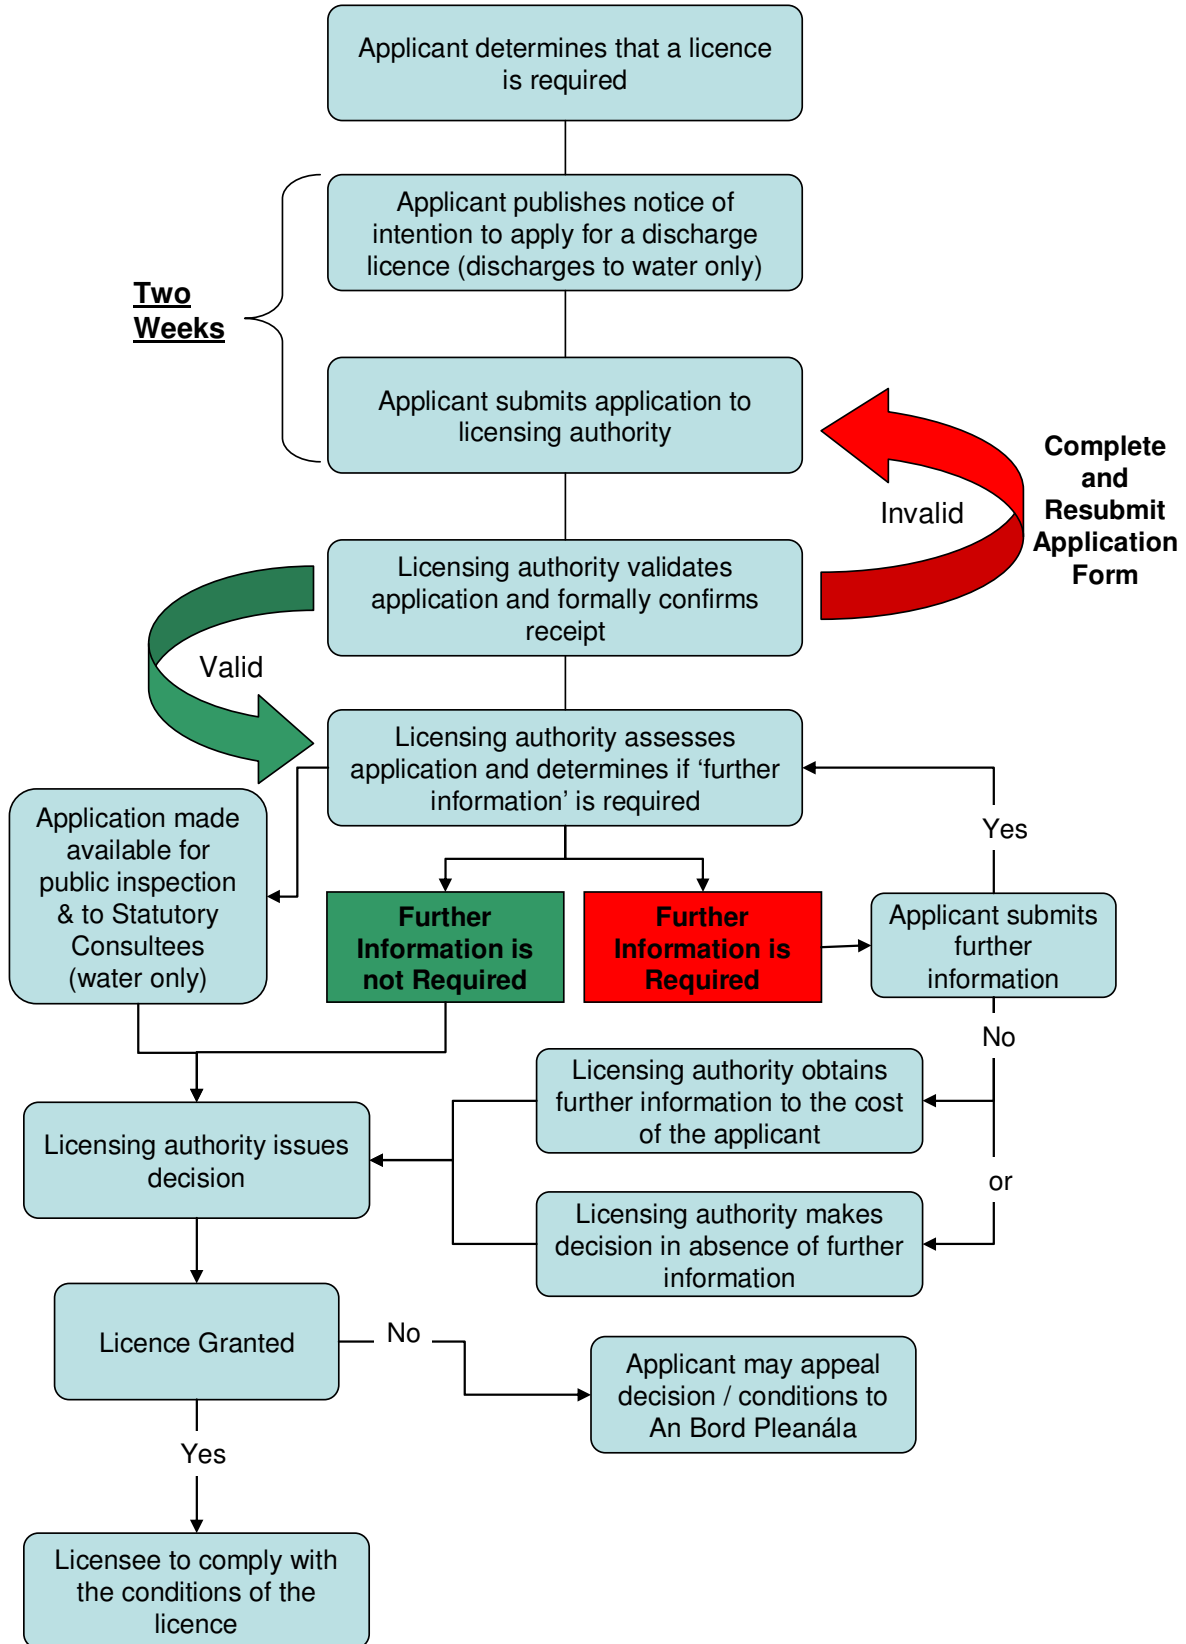 Applicant determines that a licence
is required
Applicant publishes notice of
intention to apply for a discharge
licence (discharges to water only)
Two
Weeks
Applicant submits application to
licensing authority
Complete
and
Resubmit
Application
Form
Invalid
Licensing authority validates
application and formally confirms
receipt
Valid
Licensing authority assesses
application and determines if ‘further
information’ is required
Application made
available for
public inspection
& to Statutory
Consultees
(water only)
Yes
Further
Information is
not Required
Further
Information is
Required
Applicant submits
further
information
No
Licensing authority obtains
further information to the cost
of the applicant
Licensing authority issues
decision
or
Licensing authority makes
decision in absence of further
information
Licence Granted
No
Applicant may appeal
decision / conditions to
An Bord Pleanála
Yes
Licensee to comply with
the conditions of the
licence